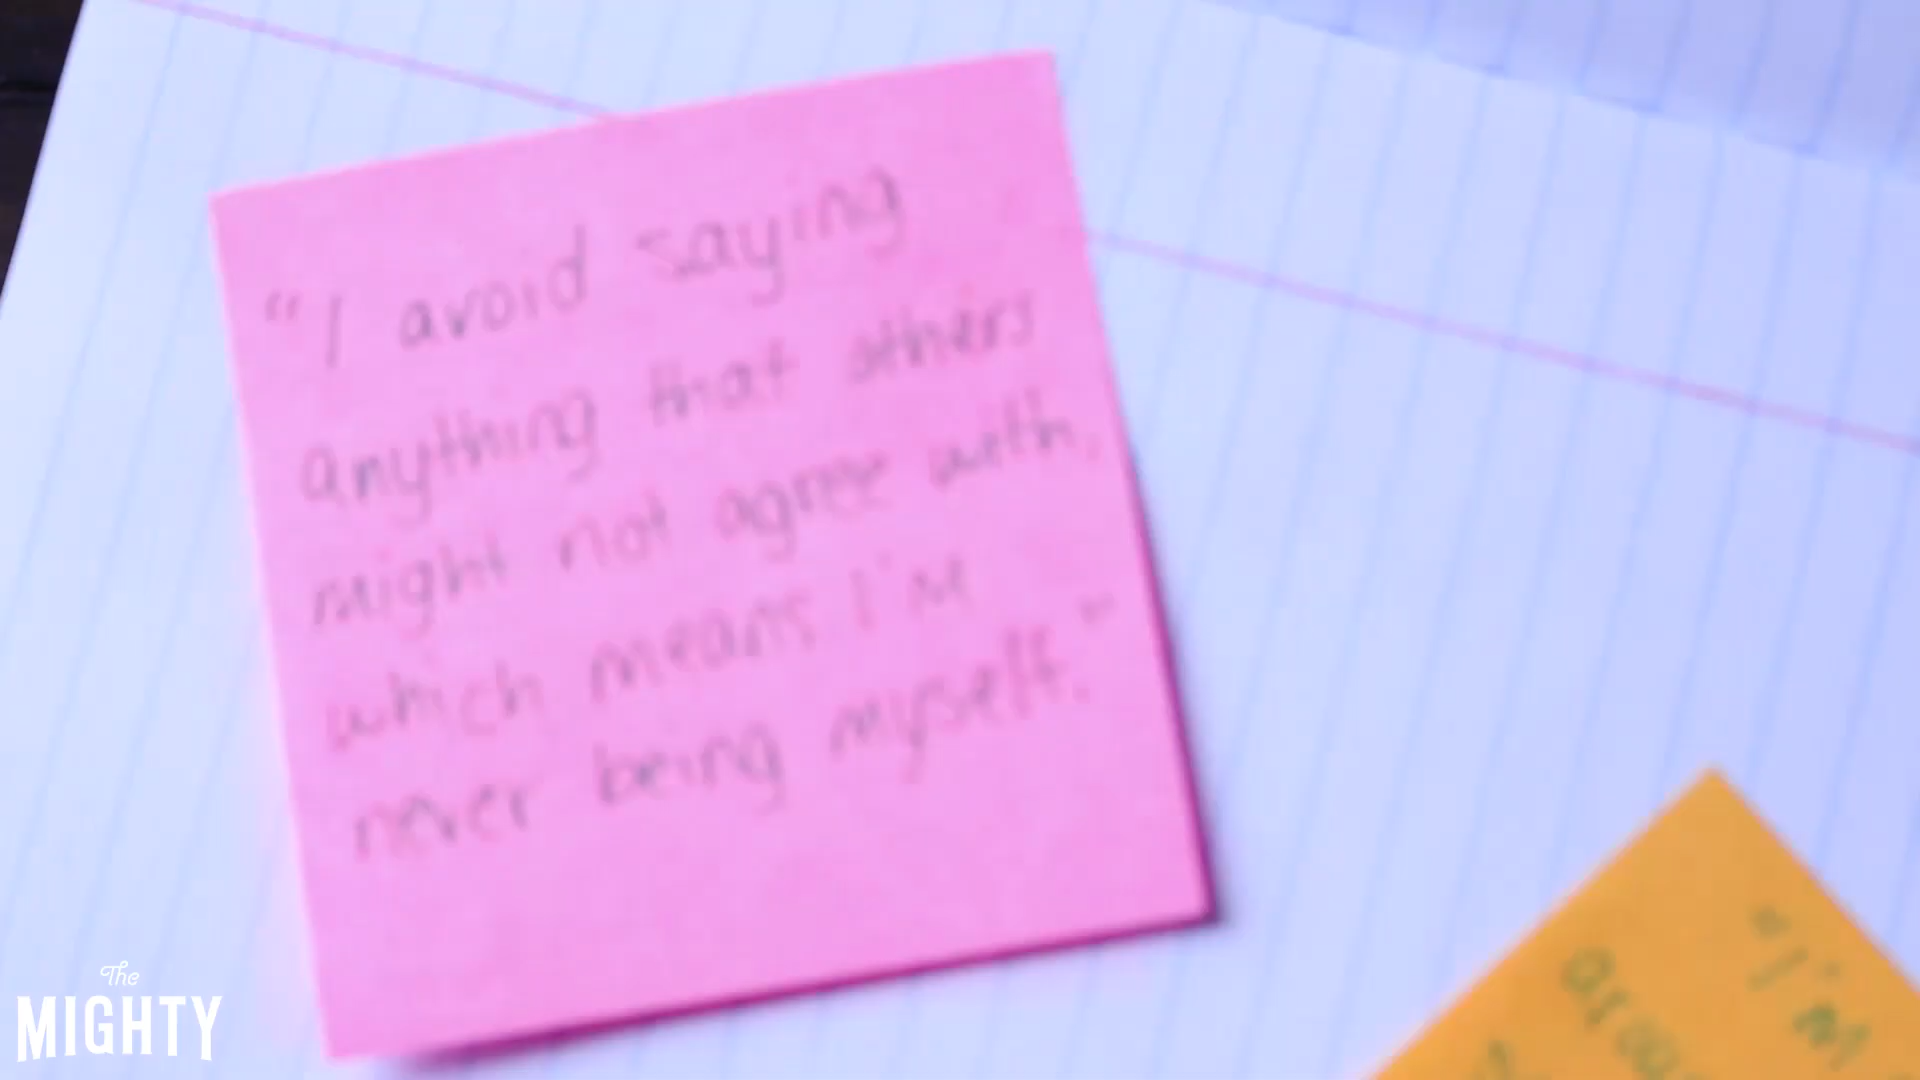 "I avoid saying
anything that others
might not agree with,
which means I'm
never being myself."
"I'm
The
MIGHTY